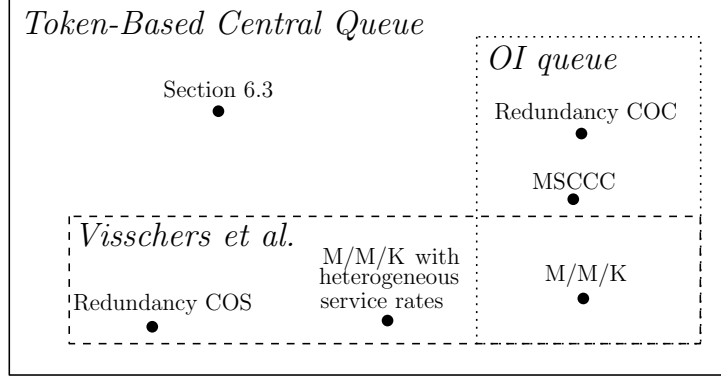 Token-Based Central Queue
OI queue
Section 6.3
Redundancy COC
MSCCC
Visschers et al.
M/M/K with
heterogeneous
service rates
M/M/K
Redundancy COS